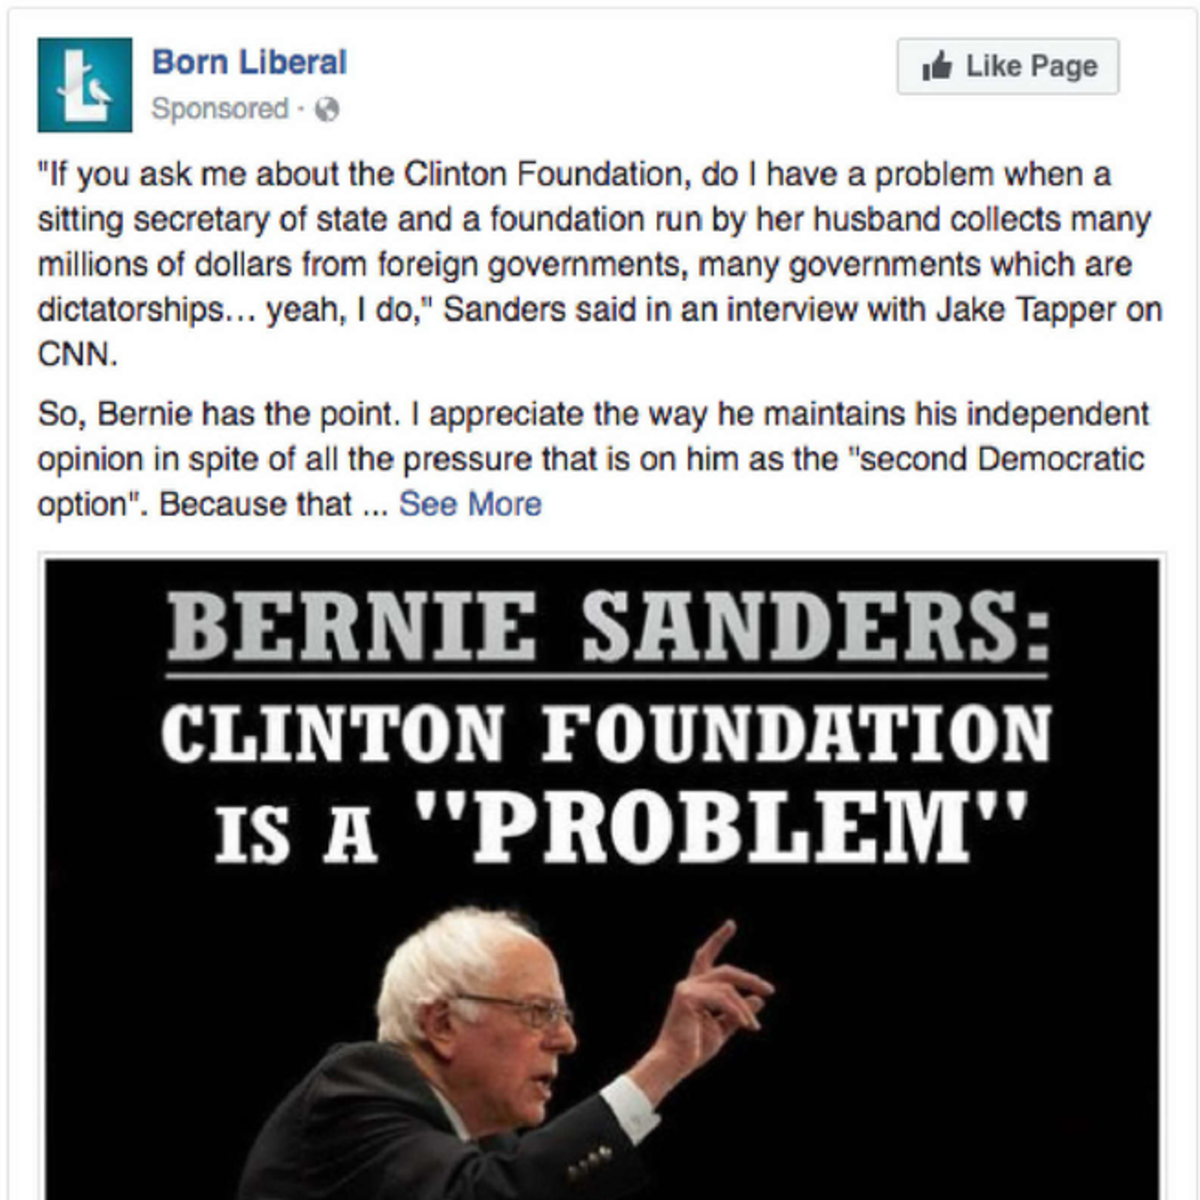 Born Liberal
Like Page
Sponsored ·
"If you ask me about the Clinton Foundation, do I have a problem when a
sitting secretary of state and a foundation run by her husband collects many
millions of dollars from foreign governments, many governments which are
dictatorships... yeah, I do," Sanders said in an interview with Jake Tapper on
CNN.
So, Bernie has the point. I appreciate the way he maintains his independent
opinion in spite of all the pressure that is on him as the "second Democratic
option". Because that ... See More
BERNIE SANDERS:
CLINTON FOUNDATION
IS A "PROBLEM"